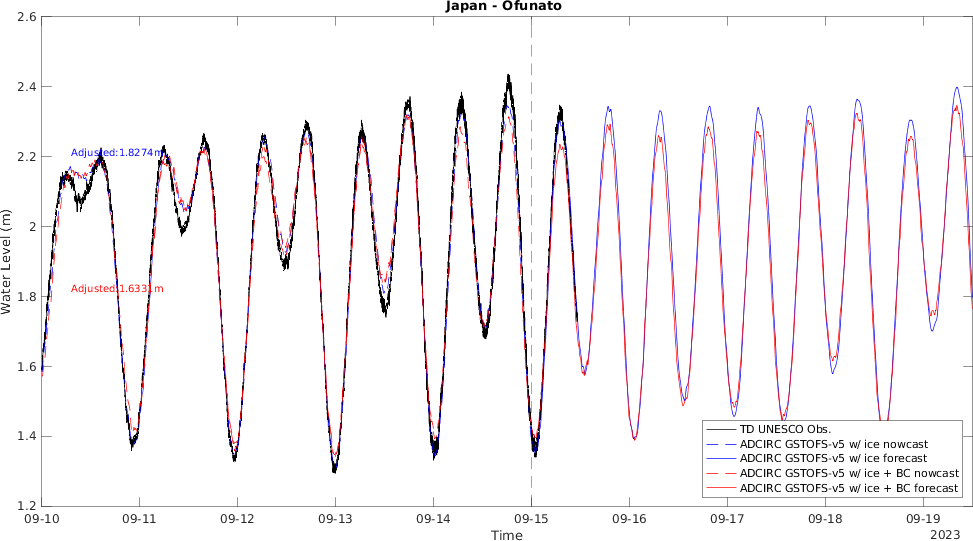 Japan - Ofunato
2.6
2.4
2.2
2
1.8
1.6
1.4
1.2
Water Level (m)
Adjusted:1.8274m
Adjusted:1.6331m
TD UNESCO Obs.
ADCIRC GSTOFS-v5 w/ ice nowcast
ADCIRC GSTOFS-v5 w/ ice forecast
ADCIRC GSTOFS-v5 w/ ice + BC nowcast
ADCIRC GSTOFS-v5 w/ ice + BC forecast
09-10 09-11 09-12 09-13 09-14 09-15 09-16 09-17 09-18 09-19
Time
2023